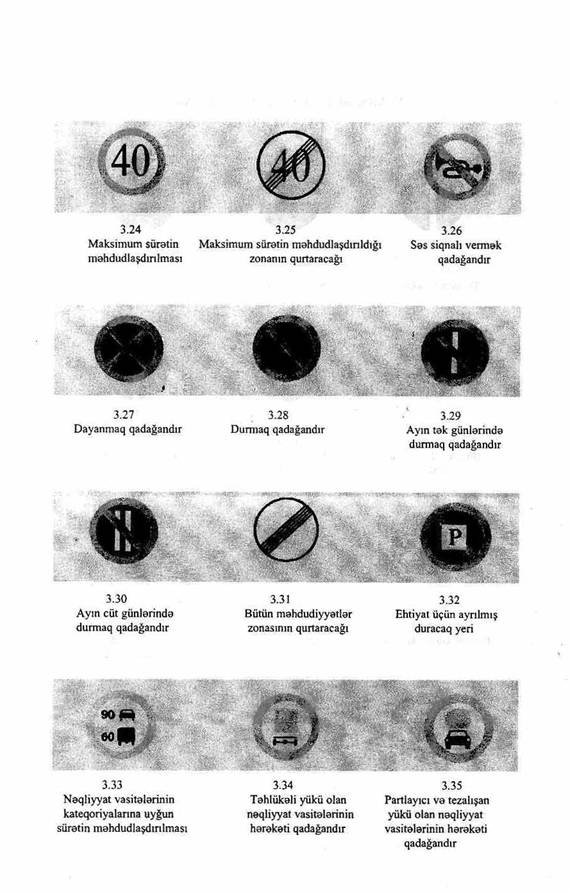 40
40
3.24
3.25
3.26
Maksimum sürətin
məhdudlaşdırılması
Maksimum sürətin məhdudlaşdırıldığı
zonanın qurtaracağı
Səs siqnalı vermək
qadağandır
3.27
3.28
3.29
Dayanmaq qadağandır
Durmaq qadağandır
Ayın tək günlərində
durmaq qadağandır
P
3.30
3.31
3.32
Ayın cüt günlərində
durmaq qadağandır
Bütün məhdudiyyətlər
zonasının qurtaracağı
Ehtiyat üçün ayrılmış
duracaq yeri
90
60
3.33
3.34
3.35
Nəqliyyat vasitələrinin
kateqoriyalarına uyğun
sürətin məhdudlaşdırılması
Təhlükəli yükü olan
nəqliyyat vasitələrinin
hərəkəti qadağandır
Partlayıcı və tezalışan
yükü olan nəqliyyat
vasitələrinin hərəkəti
qadağandır